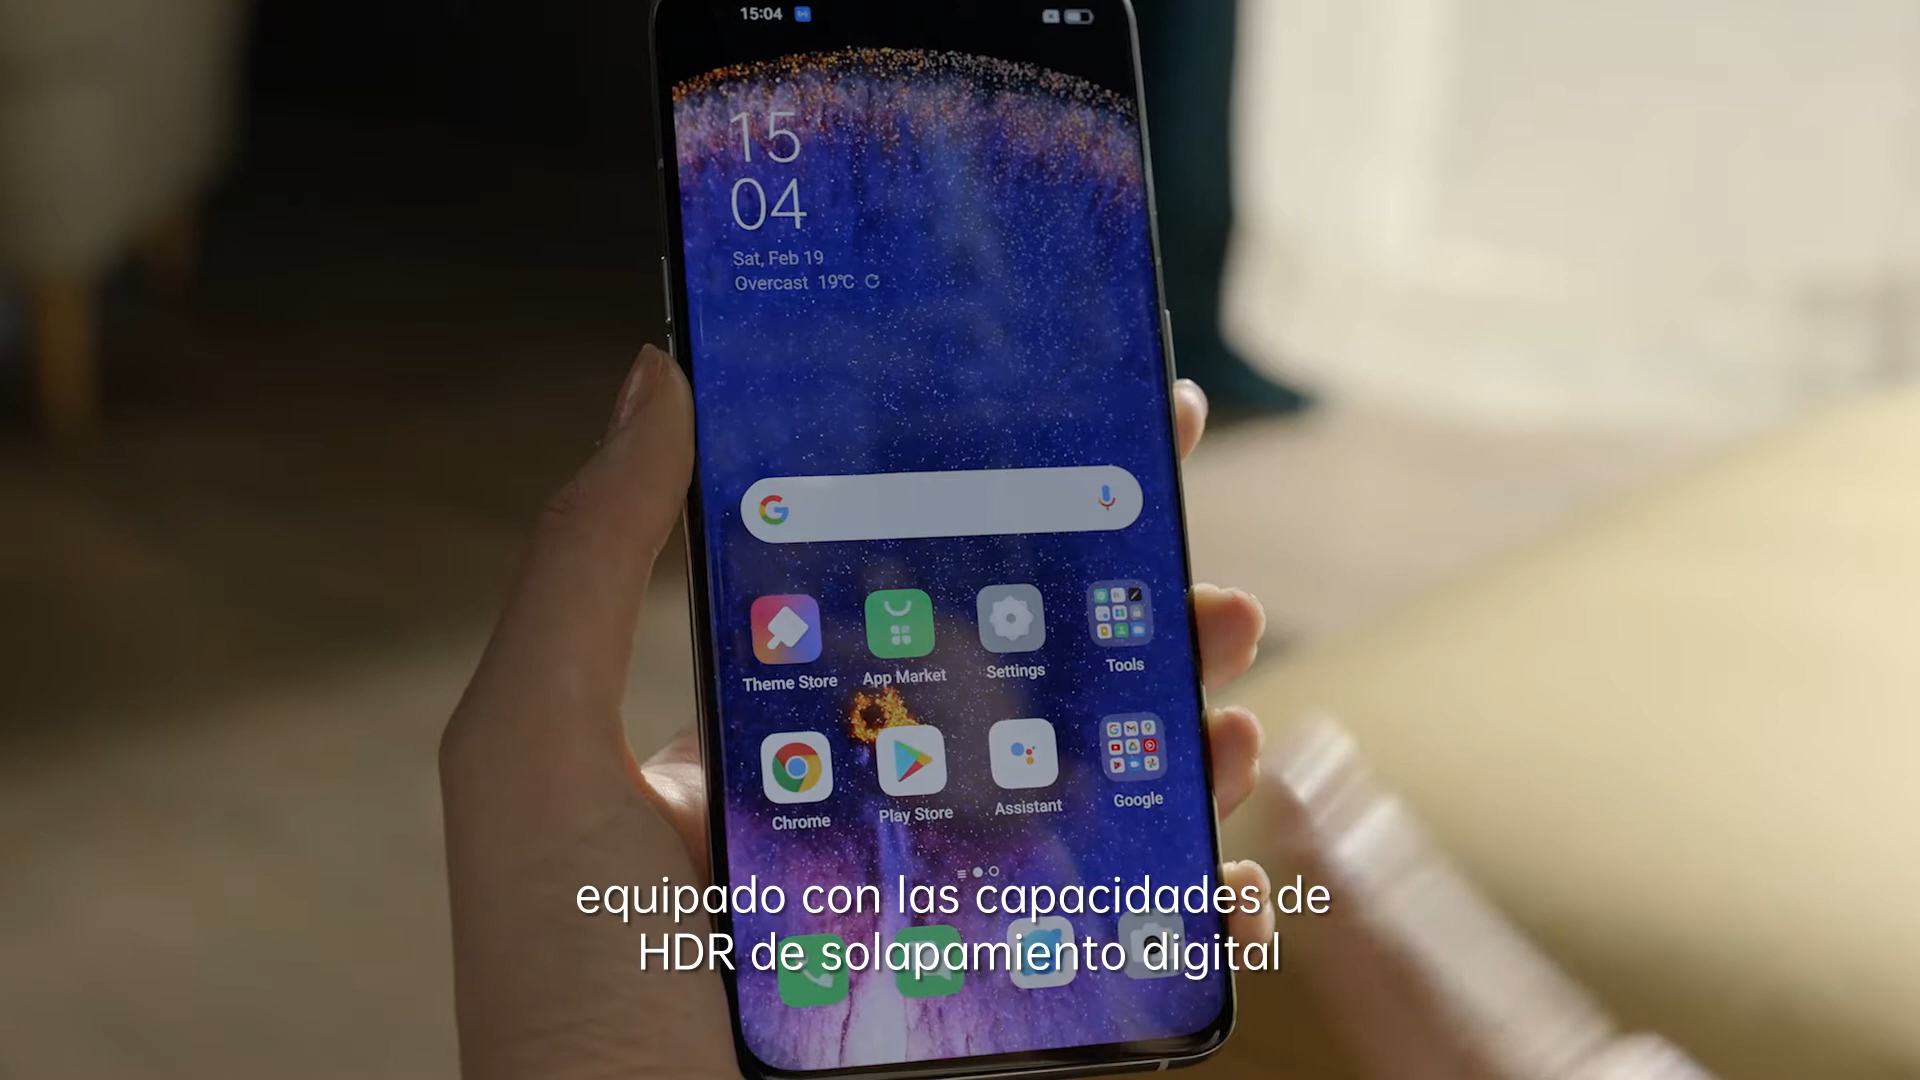 15:04
15
04
Sat, Feb 19
Overcast 19°C
Theme Store
App Market
Settings
Tools
Chrome
Play Store
Assistant
Google
equipado con las capacidades de
HDR de solapamiento digital